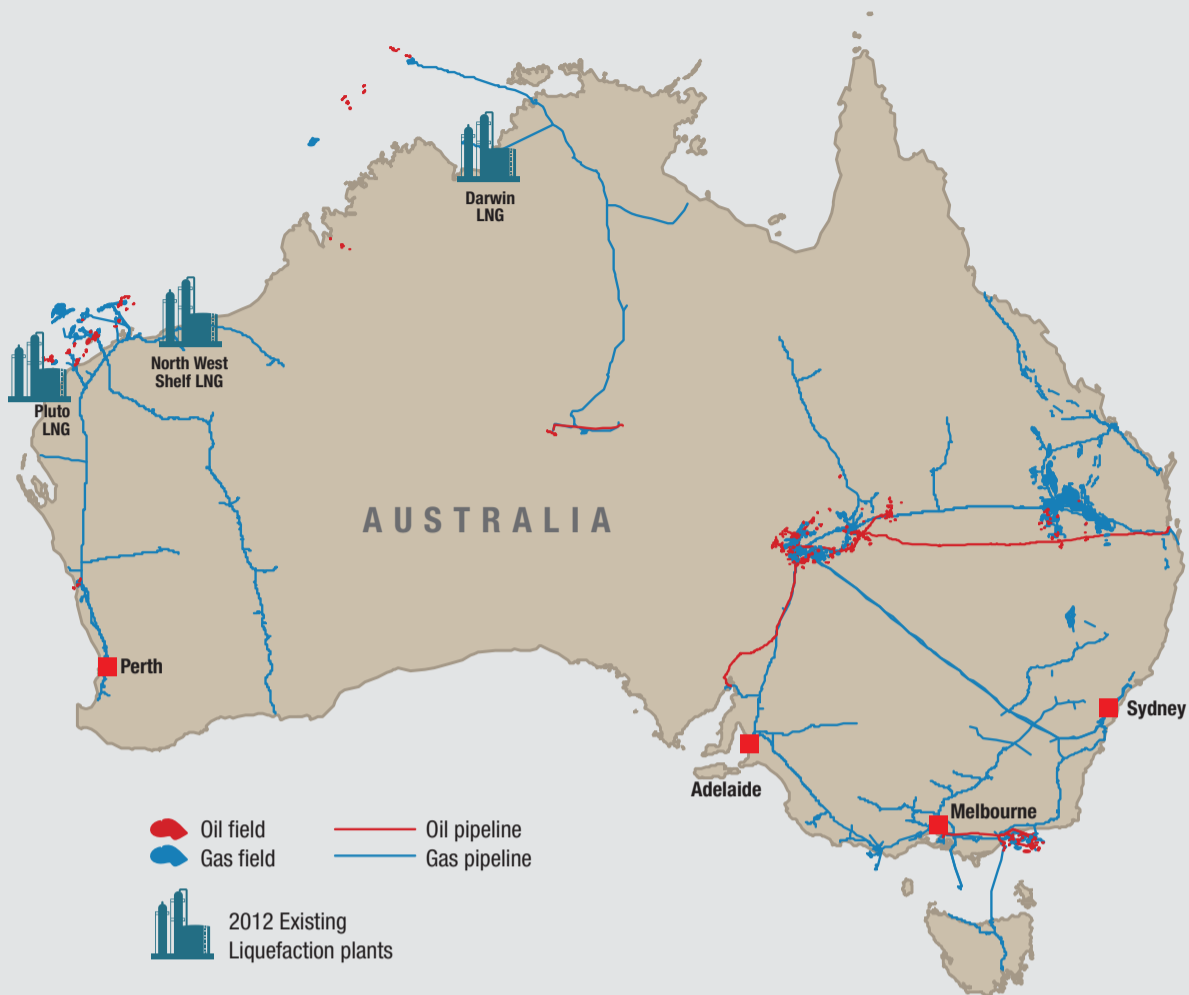 Darwin
LNG
North West
Shelf LNG
Pluto
LNG
AUSTRALIA
Perth
Sydney
Adelaide
Melbourne
Oil field
Oil pipeline
Gas field
Gas pipeline
2012 Existing
Liquefaction plants